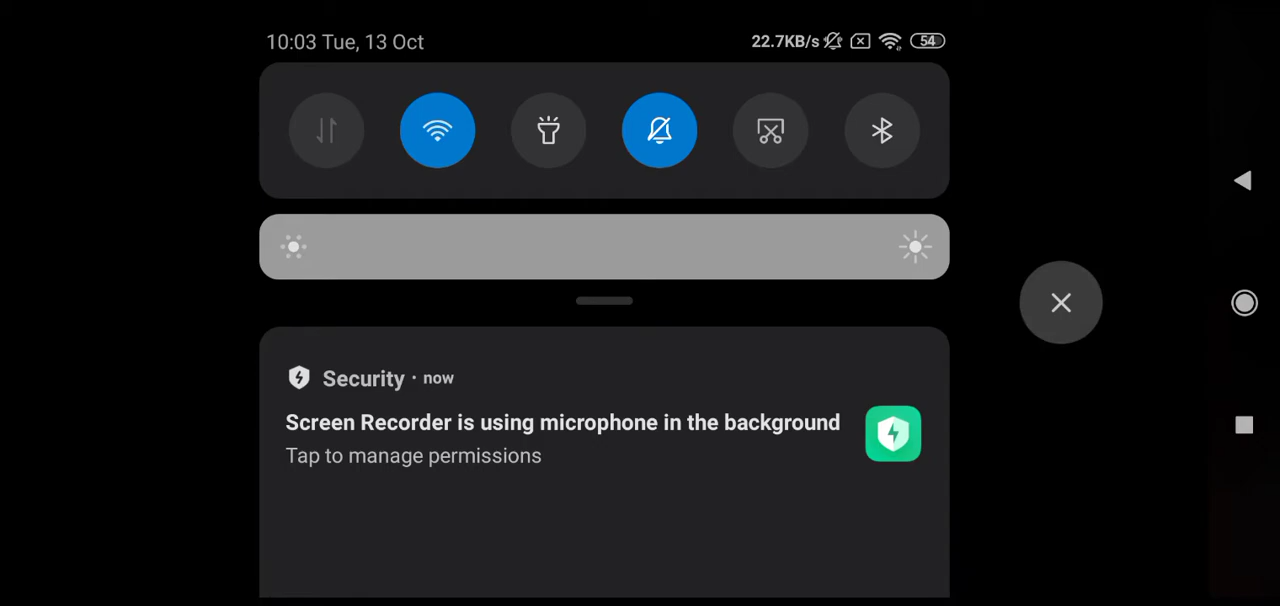 10:03 Tue, 13 Oct 22.7KB/s 54
Security · now
Screen Recorder is using microphone in the background
Tap to manage permissions